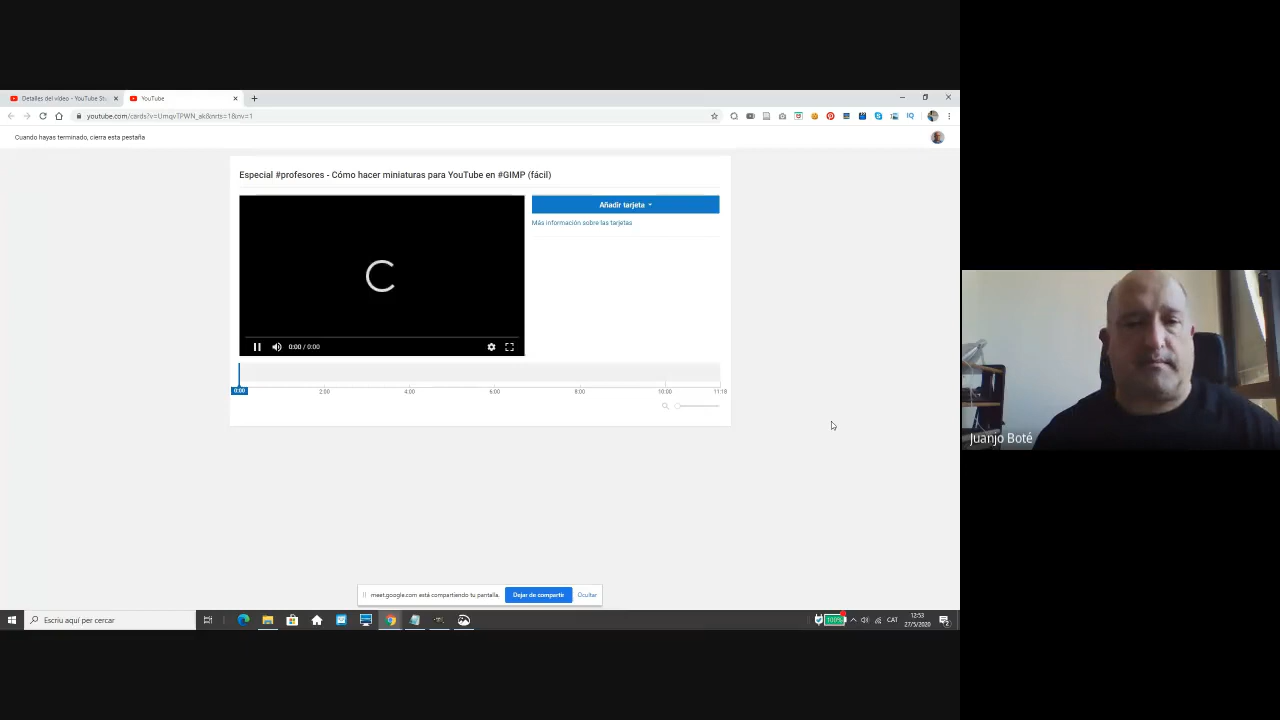 Detalles del vídeo - YouTube St
YouTube
youtube.com/cards?v=UmqvTPWN_ak&nrts=1&nv=1
Cuando hayas terminado, cierra esta pestaña
Especial #profesores - Cómo hacer miniaturas para YouTube en #GIMP (fácil)
Añadir tarjeta
Más información sobre las tarjetas
0:00 / 0:00
0:00 2:00 4:00 6:00 8:00 10:00 11:18
Juanjo Boté
meet.google.com está compartiendo tu pantalla.
Dejar de compartir
Ocultar
Escriu aquí per cercar
100%
CAT
12:53
27/5/2020